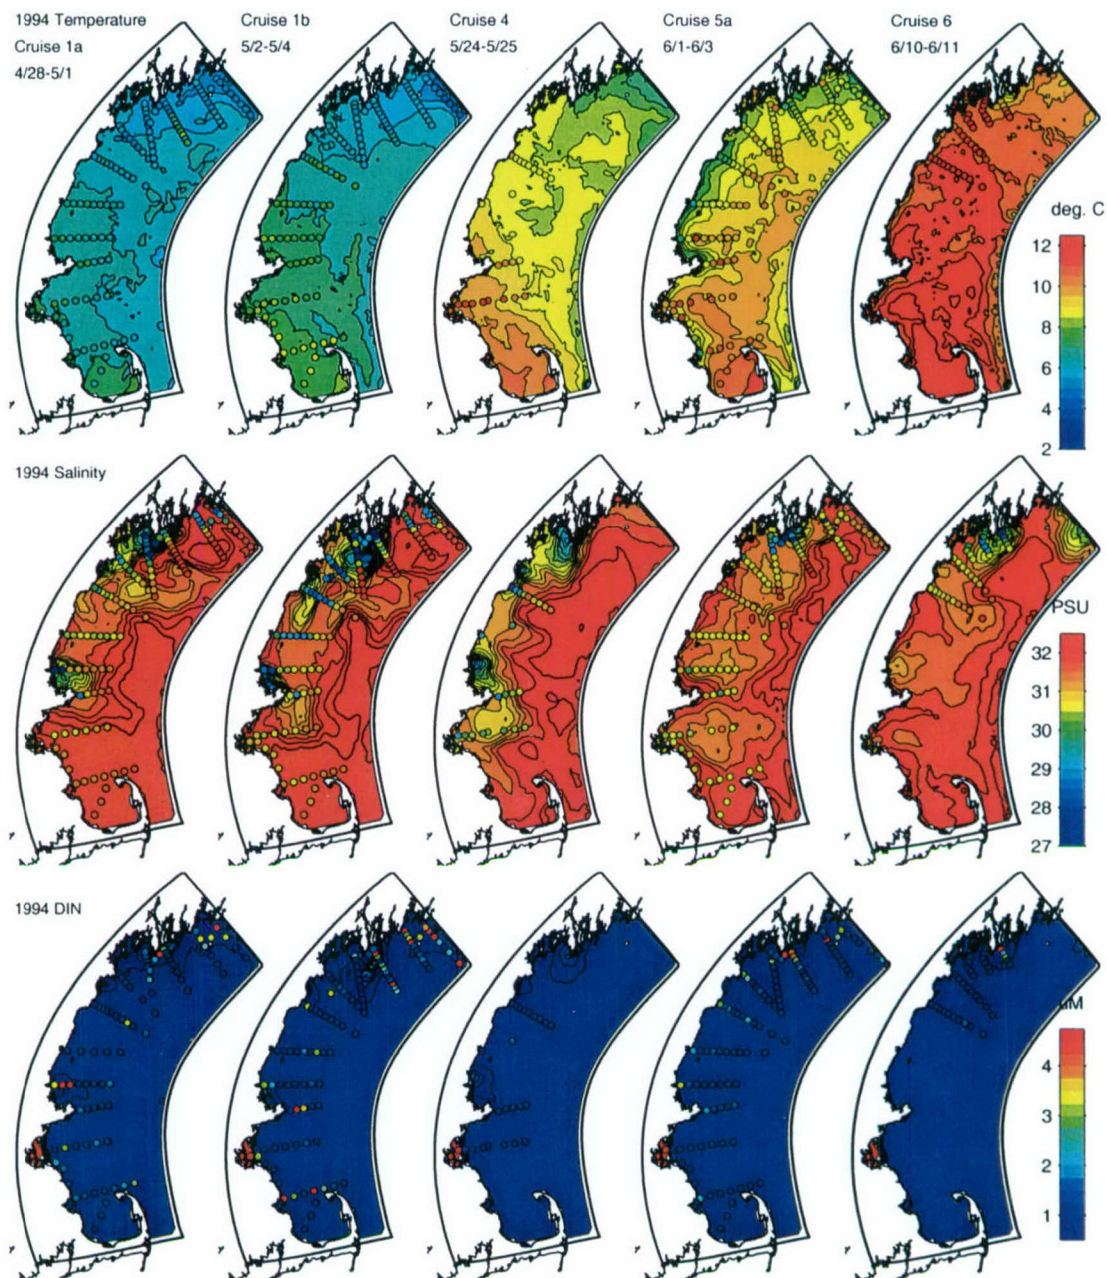 1994 Temperature
Cruise 1a
4/28-5/1
Cruise 1b
5/2-5/4
Cruise 4
5/24-5/25
Cruise 5a
6/1-6/3
Cruise 6
6/10-6/11
deg. C
12
10
8
6
4
2
1994 Salinity
PSU
32
31
30
29
28
27
1994 DIN
4
3
2
1